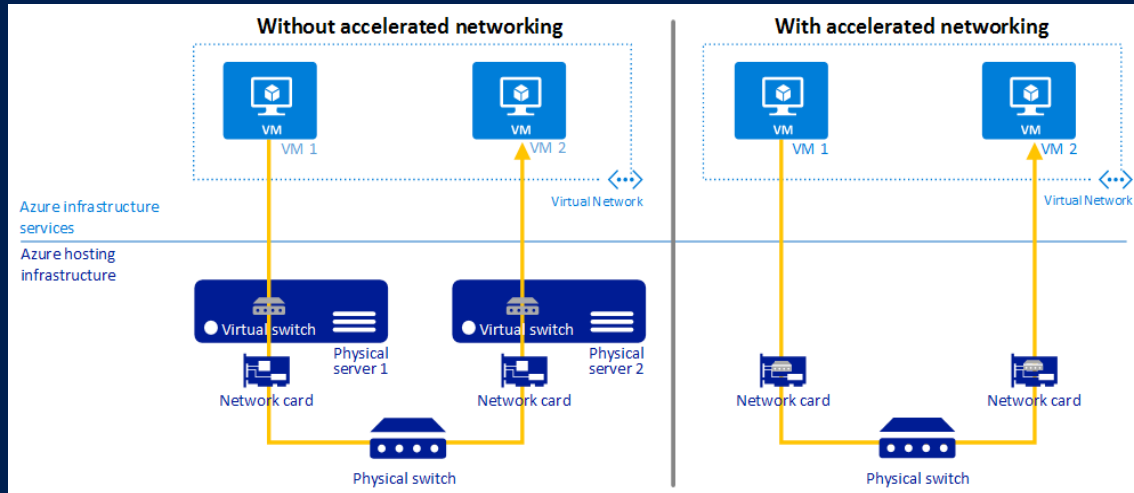 Without accelerated networking
With accelerated networking
VM
VM 1
VM
VM 2
VM
VM 1
VM
VM 2
Virtual Network
Virtual Network
Azure infrastructure
services
Azure hosting
infrastructure
Virtual switch
Virtual switch
Physical
server 1
Physical
server 2
Network card
Network card
Network card
Network card
Physical switch
Physical switch